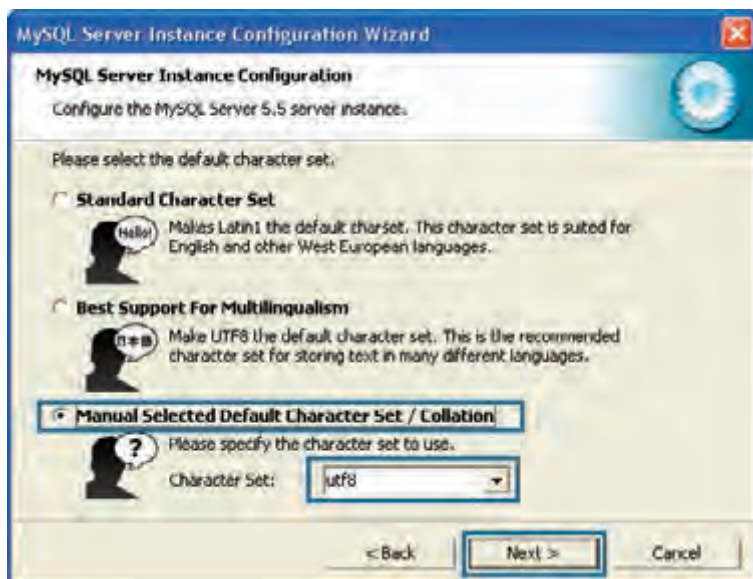 MySQL Server Instance Configuration Wizard
MySQL Server Instance Configuration
Configure the MySQL Server 5.5 server instance.
Please select the default character set.
Standard Character Set
Hello!
Makes Latin1 the default charset. This character set is suited for
English and other West European languages.
Best Support For Multilingualism
日本語
Make UTF8 the default character set. This is the recommended
character set for storing text in many different languages.
Manual Selected Default Character Set / Collation
?
Please specify the character set to use.
Character Set:
utf8
< Back
Next >
Cancel